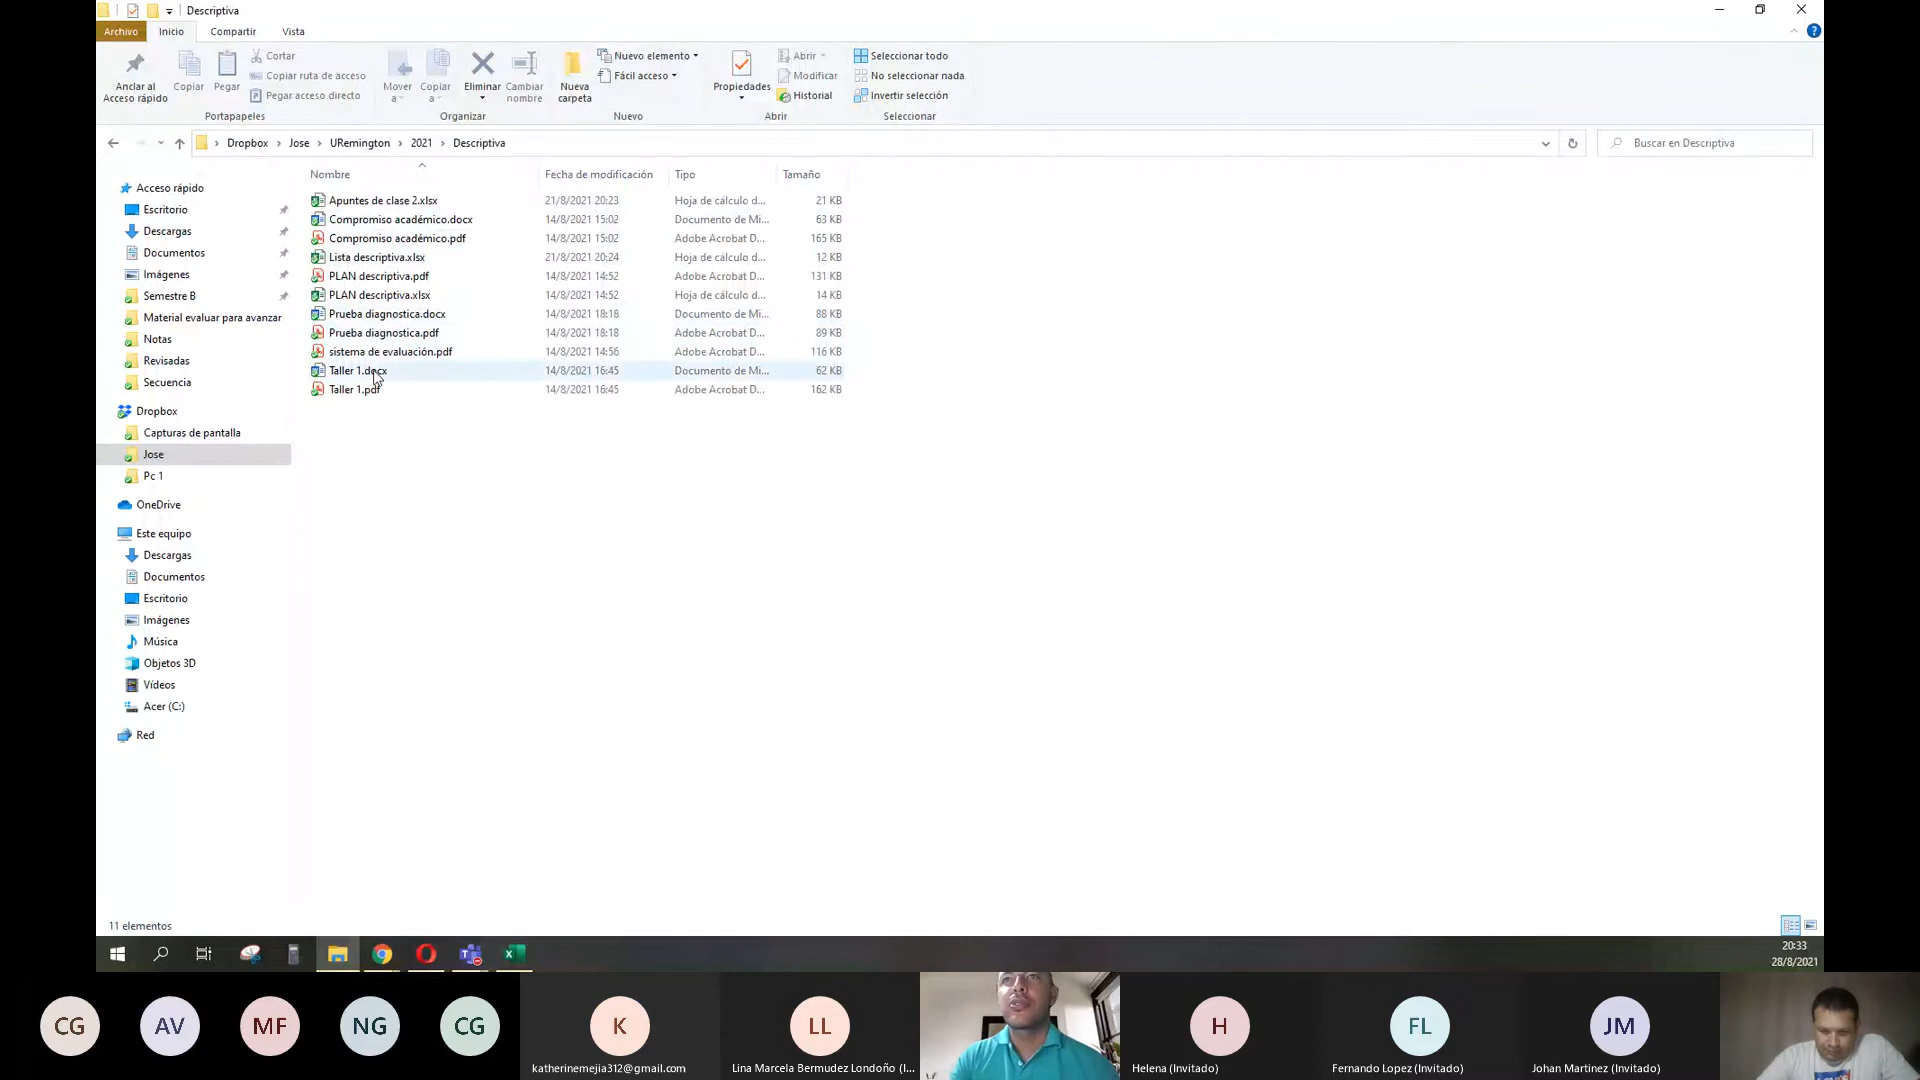 Descriptiva
Archivo Inicio Compartir Vista
Anclar al Acceso rápido
Copiar
Pegar
Cortar
Copiar ruta de acceso
Pegar acceso directo
Portapapeles
Mover a
Copiar a
Eliminar
Cambiar nombre
Organizar
Nueva carpeta
Nuevo elemento
Fácil acceso
Nuevo
Propiedades
Abrir
Modificar
Historial
Abrir
Seleccionar todo
No seleccionar nada
Invertir selección
Seleccionar
Dropbox > Jose > URemington > 2021 > Descriptiva
Buscar en Descriptiva
Acceso rápido
Escritorio
Descargas
Documentos
Imágenes
Semestre B
Material evaluar para avanzar
Notas
Revisadas
Secuencia
Dropbox
Capturas de pantalla
Jose
Pc 1
OneDrive
Este equipo
Descargas
Documentos
Escritorio
Imágenes
Música
Objetos 3D
Vídeos
Acer (C:)
Red
Nombre Fecha de modificación Tipo Tamaño
Apuntes de clase 2.xlsx 21/8/2021 20:23 Hoja de cálculo d... 21 KB
Compromiso académico.docx 14/8/2021 15:02 Documento de Mi... 63 KB
Compromiso académico.pdf 14/8/2021 15:02 Adobe Acrobat D... 165 KB
Lista descriptiva.xlsx 21/8/2021 20:24 Hoja de cálculo d... 12 KB
PLAN descriptiva.pdf 14/8/2021 14:52 Adobe Acrobat D... 131 KB
PLAN descriptiva.xlsx 14/8/2021 14:52 Hoja de cálculo d... 14 KB
Prueba diagnostica.docx 14/8/2021 18:18 Documento de Mi... 88 KB
Prueba diagnostica.pdf 14/8/2021 18:18 Adobe Acrobat D... 89 KB
sistema de evaluación.pdf 14/8/2021 14:56 Adobe Acrobat D... 116 KB
Taller 1.docx 14/8/2021 16:45 Documento de Mi... 62 KB
Taller 1.pdf 14/8/2021 16:45 Adobe Acrobat D... 162 KB
11 elementos
20:33
28/8/2021
CG AV MF NG CG K LL H FL JM
katherinemejia312@gmail.com
Lina Marcela Bermudez Londoño (I...
Helena (Invitado)
Fernando Lopez (Invitado)
Johan Martinez (Invitado)